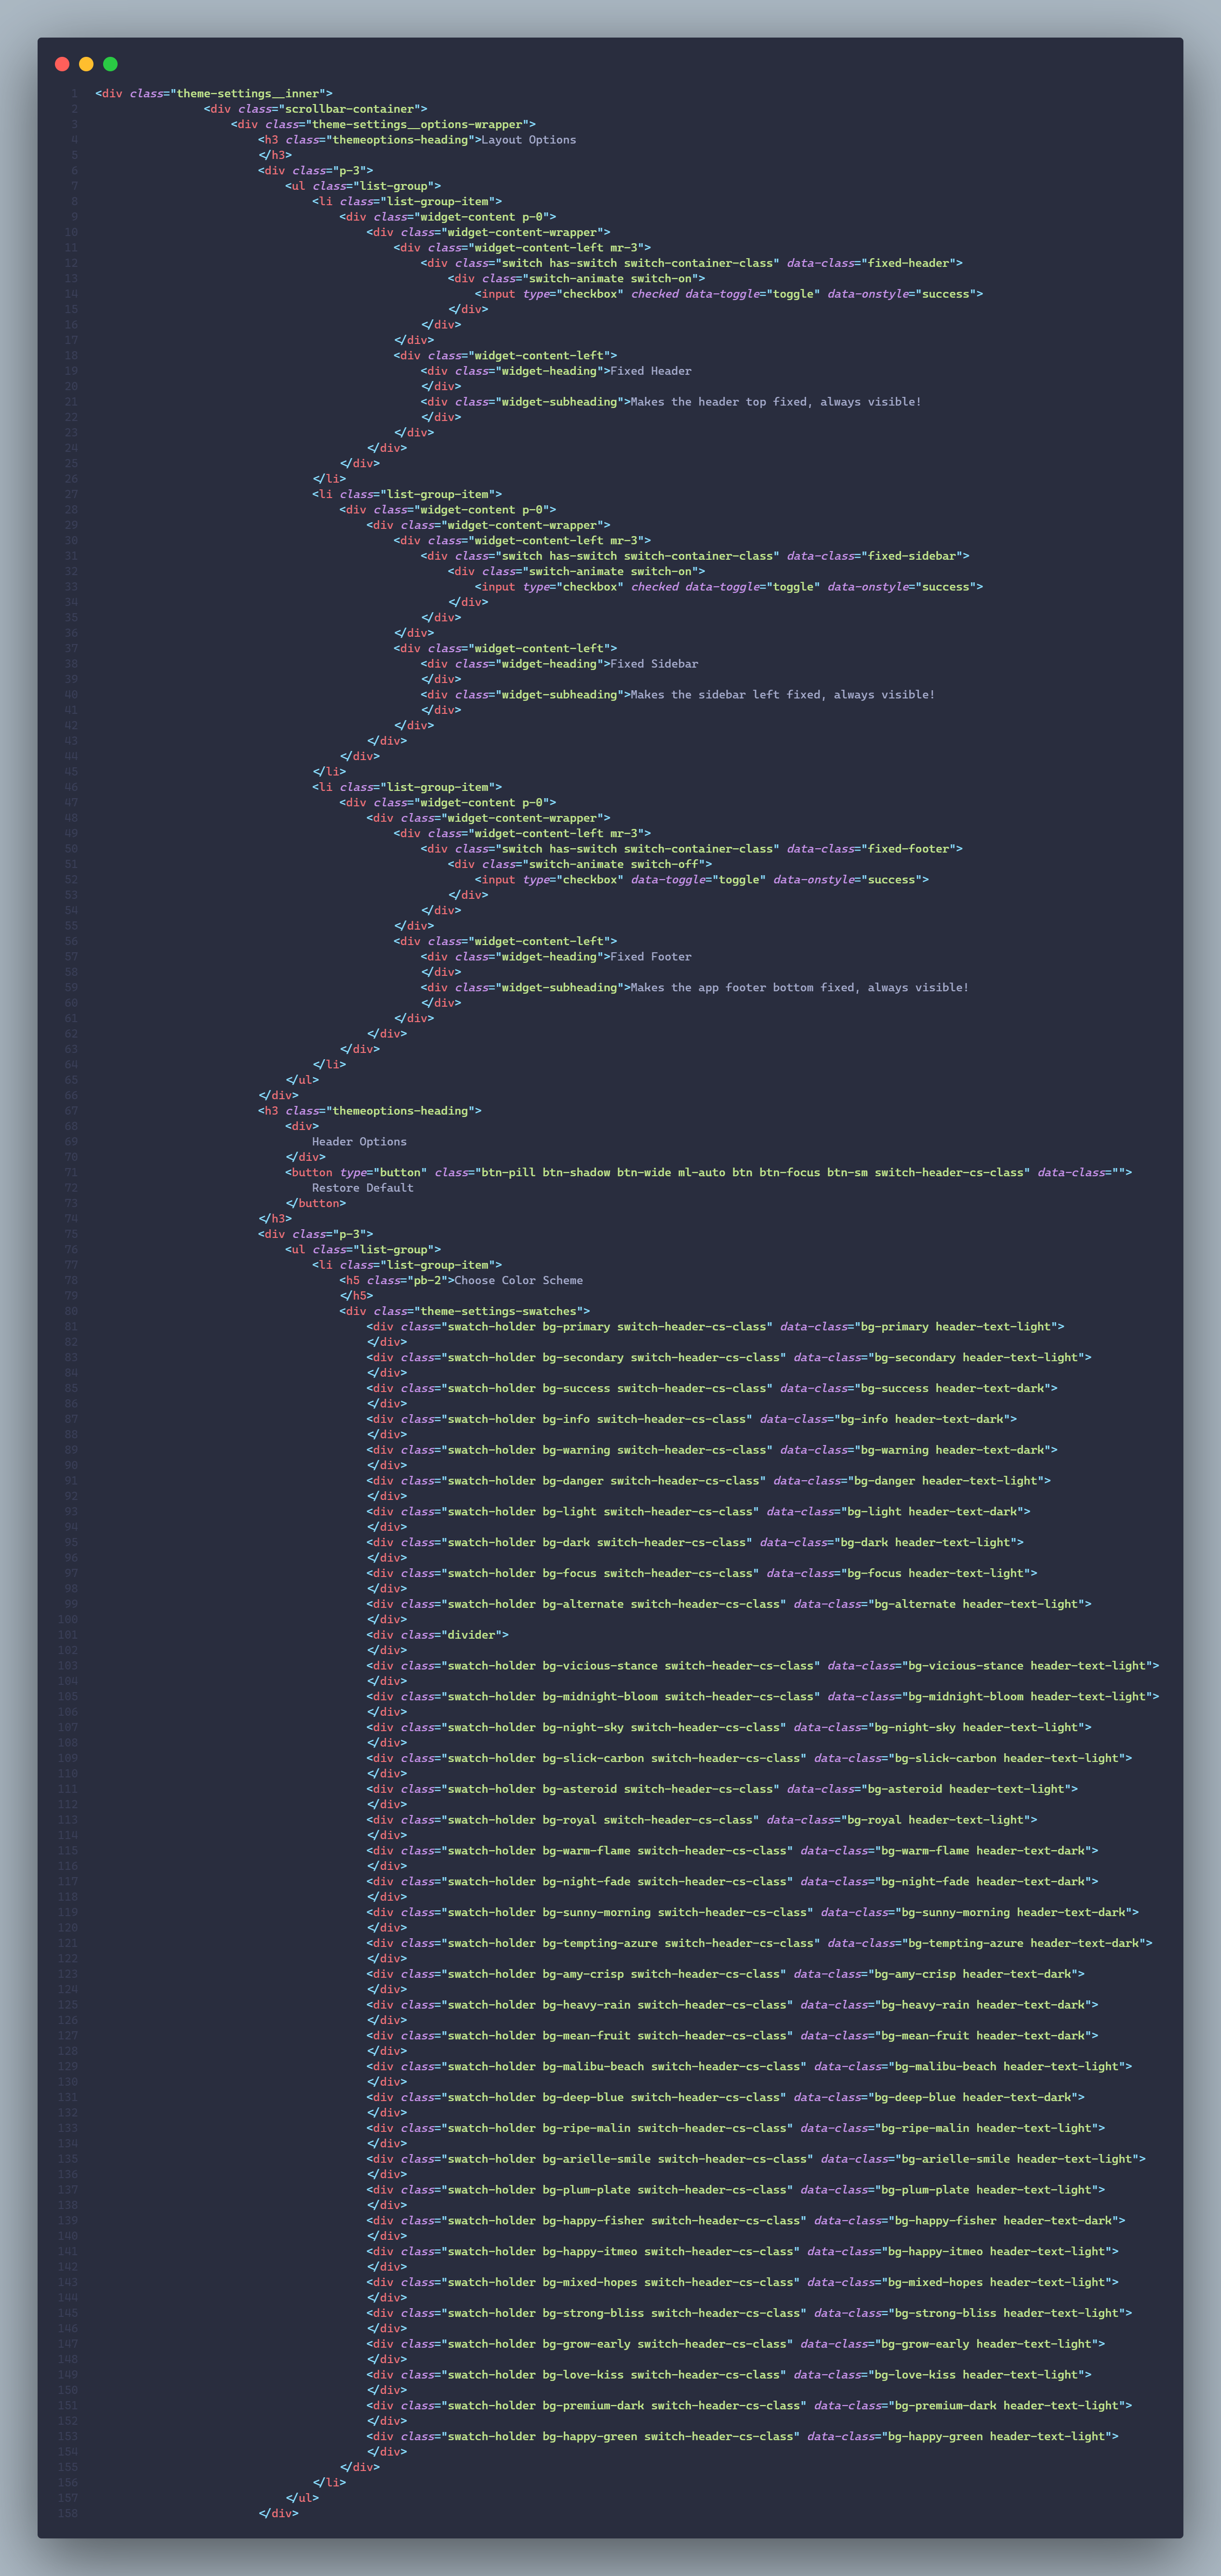 1 <div class="theme-settings__inner">
2                 <div class="scrollbar-container">
3                     <div class="theme-settings__options-wrapper">
4                         <h3 class="themeoptions-heading">Layout Options
5                         </h3>
6                         <div class="p-3">
7                             <ul class="list-group">
8                                 <li class="list-group-item">
9                                     <div class="widget-content p-0">
10                                         <div class="widget-content-wrapper">
11                                             <div class="widget-content-left mr-3">
12                                                 <div class="switch has-switch switch-container-class" data-class="fixed-header">
13                                                     <div class="switch-animate switch-on">
14                                                         <input type="checkbox" checked data-toggle="toggle" data-onstyle="success">
15                                                     </div>
16                                                 </div>
17                                             </div>
18                                             <div class="widget-content-left">
19                                                 <div class="widget-heading">Fixed Header
20                                                 </div>
21                                                 <div class="widget-subheading">Makes the header top fixed, always visible!
22                                                 </div>
23                                             </div>
24                                         </div>
25                                     </div>
26                                 </li>
27                                 <li class="list-group-item">
28                                     <div class="widget-content p-0">
29                                         <div class="widget-content-wrapper">
30                                             <div class="widget-content-left mr-3">
31                                                 <div class="switch has-switch switch-container-class" data-class="fixed-sidebar">
32                                                     <div class="switch-animate switch-on">
33                                                         <input type="checkbox" checked data-toggle="toggle" data-onstyle="success">
34                                                     </div>
35                                                 </div>
36                                             </div>
37                                             <div class="widget-content-left">
38                                                 <div class="widget-heading">Fixed Sidebar
39                                                 </div>
40                                                 <div class="widget-subheading">Makes the sidebar left fixed, always visible!
41                                                 </div>
42                                             </div>
43                                         </div>
44                                     </div>
45                                 </li>
46                                 <li class="list-group-item">
47                                     <div class="widget-content p-0">
48                                         <div class="widget-content-wrapper">
49                                             <div class="widget-content-left mr-3">
50                                                 <div class="switch has-switch switch-container-class" data-class="fixed-footer">
51                                                     <div class="switch-animate switch-off">
52                                                         <input type="checkbox" data-toggle="toggle" data-onstyle="success">
53                                                     </div>
54                                                 </div>
55                                             </div>
56                                             <div class="widget-content-left">
57                                                 <div class="widget-heading">Fixed Footer
58                                                 </div>
59                                                 <div class="widget-subheading">Makes the app footer bottom fixed, always visible!
60                                                 </div>
61                                             </div>
62                                         </div>
63                                     </div>
64                                 </li>
65                             </ul>
66                         </div>
67                         <h3 class="themeoptions-heading">
68                             <div>
69                                 Header Options
70                             </div>
71                             <button type="button" class="btn-pill btn-shadow btn-wide ml-auto btn btn-focus btn-sm switch-header-cs-class" data-class="">
72                                 Restore Default
73                             </button>
74                         </h3>
75                         <div class="p-3">
76                             <ul class="list-group">
77                                 <li class="list-group-item">
78                                     <h5 class="pb-2">Choose Color Scheme
79                                     </h5>
80                                     <div class="theme-settings-swatches">
81                                         <div class="swatch-holder bg-primary switch-header-cs-class" data-class="bg-primary header-text-light">
82                                         </div>
83                                         <div class="swatch-holder bg-secondary switch-header-cs-class" data-class="bg-secondary header-text-light">
84                                         </div>
85                                         <div class="swatch-holder bg-success switch-header-cs-class" data-class="bg-success header-text-dark">
86                                         </div>
87                                         <div class="swatch-holder bg-info switch-header-cs-class" data-class="bg-info header-text-dark">
88                                         </div>
89                                         <div class="swatch-holder bg-warning switch-header-cs-class" data-class="bg-warning header-text-dark">
90                                         </div>
91                                         <div class="swatch-holder bg-danger switch-header-cs-class" data-class="bg-danger header-text-light">
92                                         </div>
93                                         <div class="swatch-holder bg-light switch-header-cs-class" data-class="bg-light header-text-dark">
94                                         </div>
95                                         <div class="swatch-holder bg-dark switch-header-cs-class" data-class="bg-dark header-text-light">
96                                         </div>
97                                         <div class="swatch-holder bg-focus switch-header-cs-class" data-class="bg-focus header-text-light">
98                                         </div>
99                                         <div class="swatch-holder bg-alternate switch-header-cs-class" data-class="bg-alternate header-text-light">
100                                         </div>
101                                         <div class="divider">
102                                         </div>
103                                         <div class="swatch-holder bg-vicious-stance switch-header-cs-class" data-class="bg-vicious-stance header-text-light">
104                                         </div>
105                                         <div class="swatch-holder bg-midnight-bloom switch-header-cs-class" data-class="bg-midnight-bloom header-text-light">
106                                         </div>
107                                         <div class="swatch-holder bg-night-sky switch-header-cs-class" data-class="bg-night-sky header-text-light">
108                                         </div>
109                                         <div class="swatch-holder bg-slick-carbon switch-header-cs-class" data-class="bg-slick-carbon header-text-light">
110                                         </div>
111                                         <div class="swatch-holder bg-asteroid switch-header-cs-class" data-class="bg-asteroid header-text-light">
112                                         </div>
113                                         <div class="swatch-holder bg-royal switch-header-cs-class" data-class="bg-royal header-text-light">
114                                         </div>
115                                         <div class="swatch-holder bg-warm-flame switch-header-cs-class" data-class="bg-warm-flame header-text-dark">
116                                         </div>
117                                         <div class="swatch-holder bg-night-fade switch-header-cs-class" data-class="bg-night-fade header-text-dark">
118                                         </div>
119                                         <div class="swatch-holder bg-sunny-morning switch-header-cs-class" data-class="bg-sunny-morning header-text-dark">
120                                         </div>
121                                         <div class="swatch-holder bg-tempting-azure switch-header-cs-class" data-class="bg-tempting-azure header-text-dark">
122                                         </div>
123                                         <div class="swatch-holder bg-amy-crisp switch-header-cs-class" data-class="bg-amy-crisp header-text-dark">
124                                         </div>
125                                         <div class="swatch-holder bg-heavy-rain switch-header-cs-class" data-class="bg-heavy-rain header-text-dark">
126                                         </div>
127                                         <div class="swatch-holder bg-mean-fruit switch-header-cs-class" data-class="bg-mean-fruit header-text-dark">
128                                         </div>
129                                         <div class="swatch-holder bg-malibu-beach switch-header-cs-class" data-class="bg-malibu-beach header-text-light">
130                                         </div>
131                                         <div class="swatch-holder bg-deep-blue switch-header-cs-class" data-class="bg-deep-blue header-text-dark">
132                                         </div>
133                                         <div class="swatch-holder bg-ripe-malin switch-header-cs-class" data-class="bg-ripe-malin header-text-light">
134                                         </div>
135                                         <div class="swatch-holder bg-arielle-smile switch-header-cs-class" data-class="bg-arielle-smile header-text-light">
136                                         </div>
137                                         <div class="swatch-holder bg-plum-plate switch-header-cs-class" data-class="bg-plum-plate header-text-light">
138                                         </div>
139                                         <div class="swatch-holder bg-happy-fisher switch-header-cs-class" data-class="bg-happy-fisher header-text-dark">
140                                         </div>
141                                         <div class="swatch-holder bg-happy-itmeo switch-header-cs-class" data-class="bg-happy-itmeo header-text-light">
142                                         </div>
143                                         <div class="swatch-holder bg-mixed-hopes switch-header-cs-class" data-class="bg-mixed-hopes header-text-light">
144                                         </div>
145                                         <div class="swatch-holder bg-strong-bliss switch-header-cs-class" data-class="bg-strong-bliss header-text-light">
146                                         </div>
147                                         <div class="swatch-holder bg-grow-early switch-header-cs-class" data-class="bg-grow-early header-text-light">
148                                         </div>
149                                         <div class="swatch-holder bg-love-kiss switch-header-cs-class" data-class="bg-love-kiss header-text-light">
150                                         </div>
151                                         <div class="swatch-holder bg-premium-dark switch-header-cs-class" data-class="bg-premium-dark header-text-light">
152                                         </div>
153                                         <div class="swatch-holder bg-happy-green switch-header-cs-class" data-class="bg-happy-green header-text-light">
154                                         </div>
155                                     </div>
156                                 </li>
157                             </ul>
158                         </div>